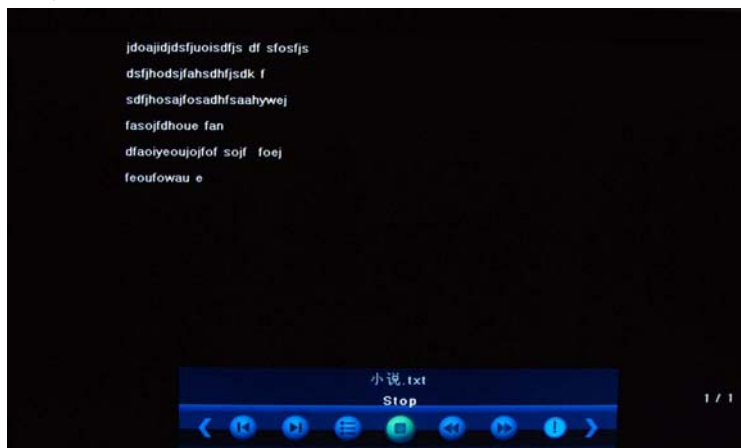 jdoajidjdsfjuoisdfjs df sfosfjs
dsfjhodsjfahsdhfjsdk f
sdfjhosajfosadhfsaahywej
fasojfdhoue fan
dfaoiyeoujojfof sojf foej
feoufowau e
小说.txt
Stop
1 / 1